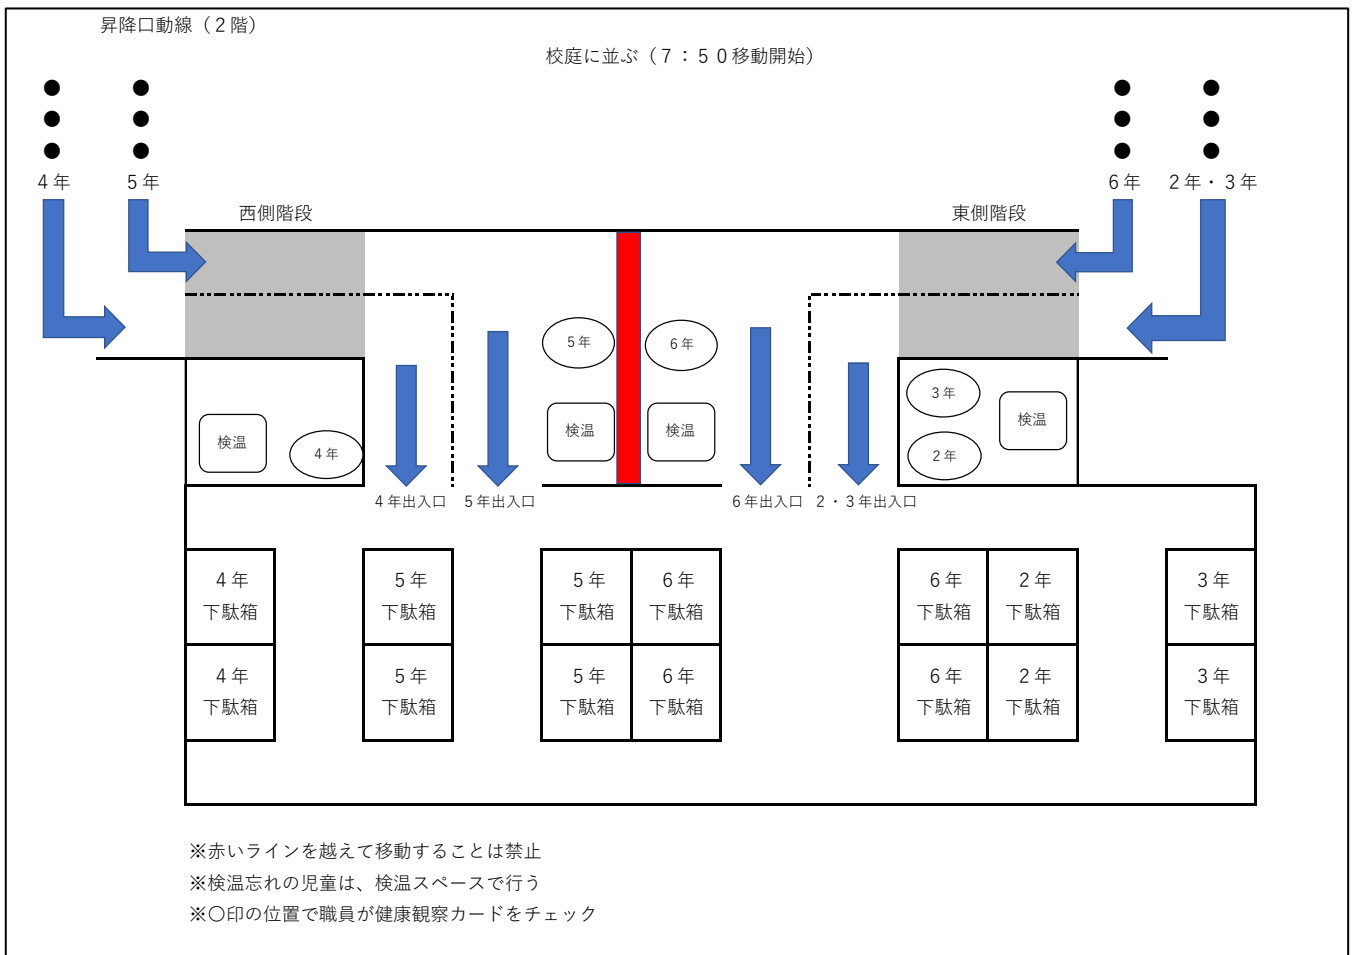 昇降口動線(2階)
校庭に並ぶ(7:50移動開始)
4年 5年 6年 2年・3年
西側階段 東側階段
5年 6年
3年
検温 4年 検温 検温 2年 検温
4年出入口 5年出入口 6年出入口 2・3年出入口
4年 5年 5年 6年 6年 2年 3年
下駄箱 下駄箱 下駄箱 下駄箱 下駄箱 下駄箱 下駄箱
4年 5年 5年 6年 6年 2年 3年
下駄箱 下駄箱 下駄箱 下駄箱 下駄箱 下駄箱 下駄箱
※赤いラインを越えて移動することは禁止
※検温忘れの児童は、検温スペースで行う
※〇印の位置で職員が健康観察カードをチェック